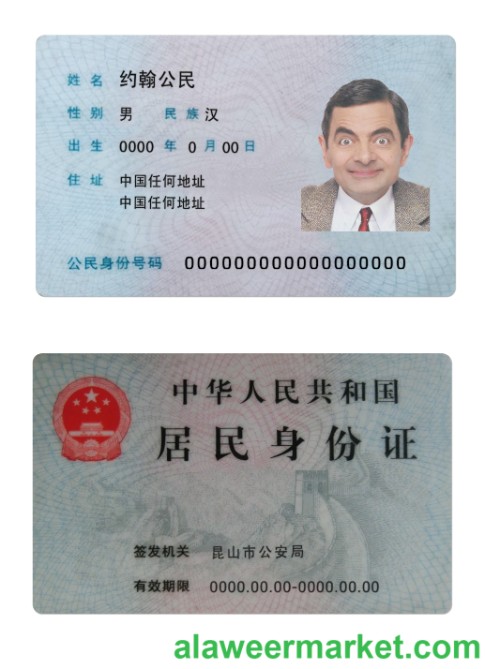 姓名 约翰公民
性别 男 民族 汉
出生 0000 年 0 月 00 日
住址 中国任何地址
中国任何地址
公民身份号码 000000000000000000
中华人民共和国
居民身份证
签发机关 昆山市公安局
有效期限 0000.00.00-0000.00.00
alaweermarket.com